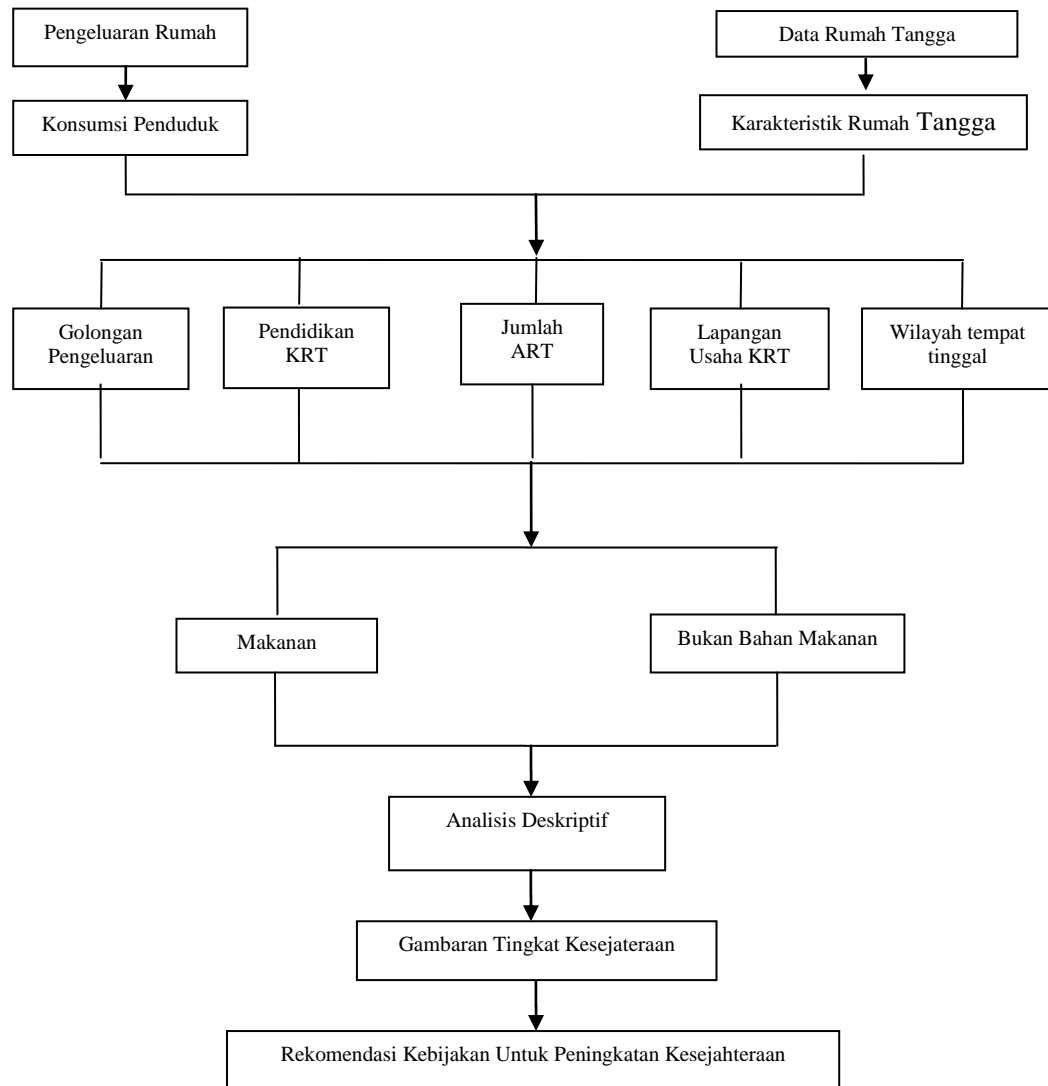 Pengeluaran Rumah
Data Rumah Tangga
Konsumsi Penduduk
Karakteristik Rumah Tangga
Golongan
Pengeluaran
Pendidikan
KRT
Jumlah
ART
Lapangan
Usaha KRT
Wilayah tempat
tinggal
Makanan
Bukan Bahan Makanan
Analisis Deskriptif
Gambaran Tingkat Kesejateraan
Rekomendasi Kebijakan Untuk Peningkatan Kesejahteraan